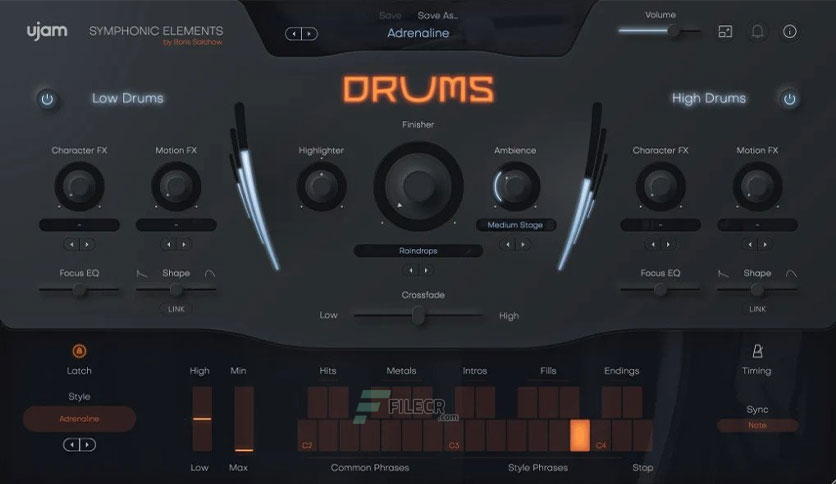 ujam
SYMPHONIC ELEMENTS
by Boris Salchow
Save Save As...
Adrenaline
Volume
DRUMS
Low Drums
High Drums
Finisher
Character FX
Motion FX
Highlighter
Ambience
Character FX
Motion FX
Medium Stage
Raindrops
Focus EQ
Shape
LINK
Crossfade
Low
High
Focus EQ
Shape
LINK
Latch
High
Min
Hits
Metals
Intros
Fills
Endings
Timing
Style
Adrenaline
FILECR
.com
Sync
Note
C2
C3
C4
Low
Max
Common Phrases
Style Phrases
Stop